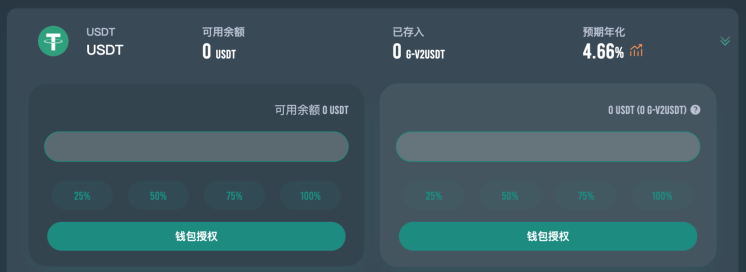 USDT 可用余额 已存入 预期年化
USDT 0 USDT 0 G-V2USDT 4.66%
可用余额 0 USDT
0 USDT (0 G-V2USDT) ?
25% 50% 75% 100%
25% 50% 75% 100%
钱包授权
钱包授权